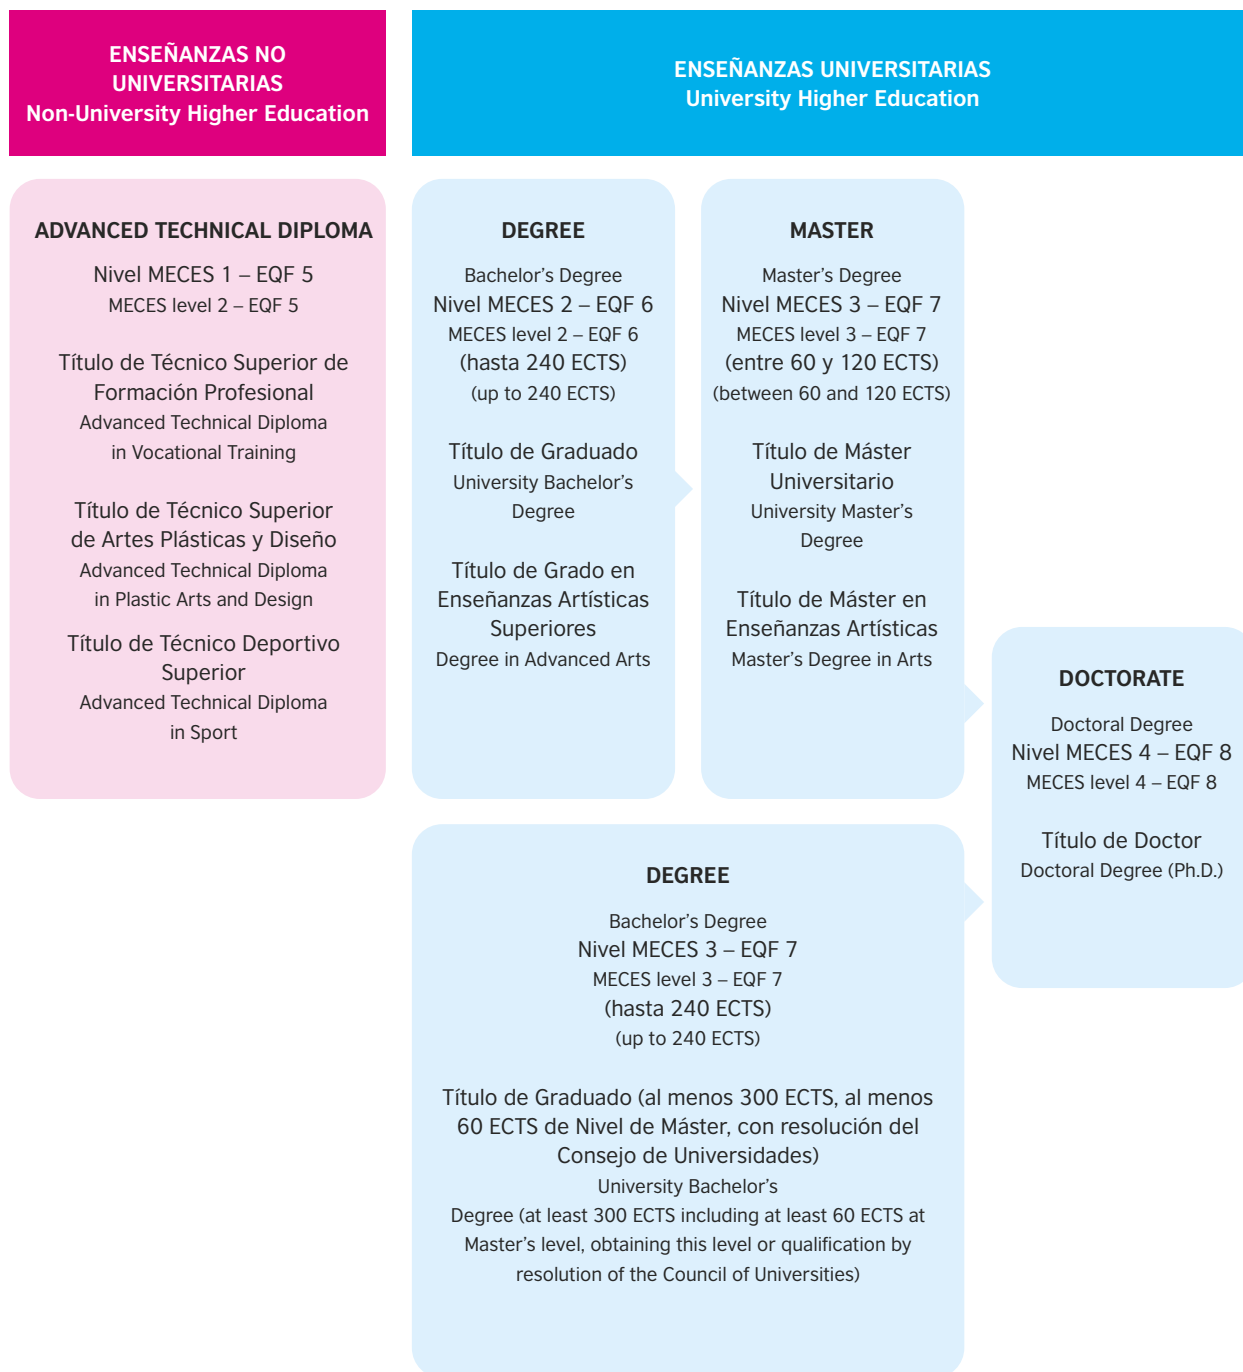 ENSEÑANZAS NO
UNIVERSITARIAS
Non-University Higher Education
ENSEÑANZAS UNIVERSITARIAS
University Higher Education
ADVANCED TECHNICAL DIPLOMA
Nivel MECES 1 – EQF 5
MECES level 2 – EQF 5
Título de Técnico Superior de
Formación Profesional
Advanced Technical Diploma
in Vocational Training
Título de Técnico Superior
de Artes Plásticas y Diseño
Advanced Technical Diploma
in Plastic Arts and Design
Título de Técnico Deportivo
Superior
Advanced Technical Diploma
in Sport
DEGREE
Bachelor's Degree
Nivel MECES 2 – EQF 6
MECES level 2 – EQF 6
(hasta 240 ECTS)
(up to 240 ECTS)
Título de Graduado
University Bachelor's
Degree
Título de Grado en
Enseñanzas Artísticas
Superiores
Degree in Advanced Arts
MASTER
Master's Degree
Nivel MECES 3 – EQF 7
MECES level 3 – EQF 7
(entre 60 y 120 ECTS)
(between 60 and 120 ECTS)
Título de Máster
Universitario
University Master's
Degree
Título de Máster en
Enseñanzas Artísticas
Master's Degree in Arts
DOCTORATE
Doctoral Degree
Nivel MECES 4 – EQF 8
MECES level 4 – EQF 8
Título de Doctor
Doctoral Degree (Ph.D.)
DEGREE
Bachelor's Degree
Nivel MECES 3 – EQF 7
MECES level 3 – EQF 7
(hasta 240 ECTS)
(up to 240 ECTS)
Título de Graduado (al menos 300 ECTS, al menos
60 ECTS de Nivel de Máster, con resolución del
Consejo de Universidades)
University Bachelor's
Degree (at least 300 ECTS including at least 60 ECTS at
Master's level, obtaining this level or qualification by
resolution of the Council of Universities)